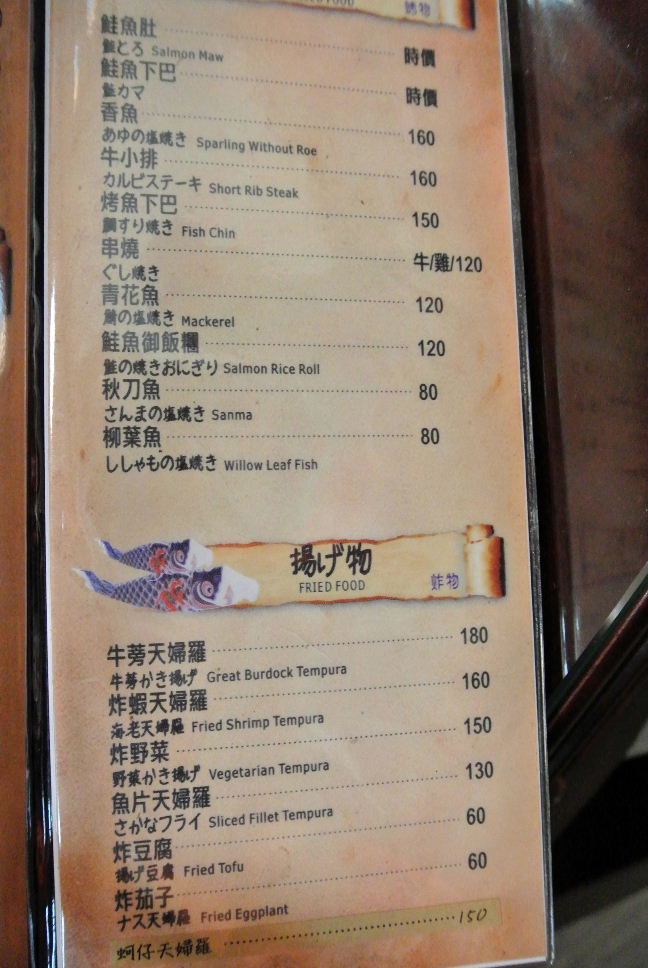 鮭魚肚 時價
鮭とろ Salmon Maw
鮭魚下巴 時價
鮭カマ
香魚 160
あゆの塩焼き Sparling Without Roe
牛小排 160
カルビステーキ Short Rib Steak
烤魚下巴 150
鯛すり焼き Fish Chin
串燒 牛/雞/120
ぐし焼き
青花魚 120
鯖の塩焼き Mackerel
鮭魚御飯糰 120
鮭の焼きおにぎり Salmon Rice Roll
秋刀魚 80
さんまの塩焼き Sanma
柳葉魚 80
ししゃもの塩焼き Willow Leaf Fish
揚げ物
FRIED FOOD 炸物
牛蒡天婦羅 180
牛蒡かき揚げ Great Burdock Tempura
炸蝦天婦羅 160
海老天婦羅 Fried Shrimp Tempura
炸野菜 150
野菜かき揚げ Vegetarian Tempura
魚片天婦羅 130
さかなフライ Sliced Fillet Tempura
炸豆腐 60
揚げ豆腐 Fried Tofu
炸茄子 60
ナス天婦羅 Fried Eggplant
蚵仔天婦羅 150